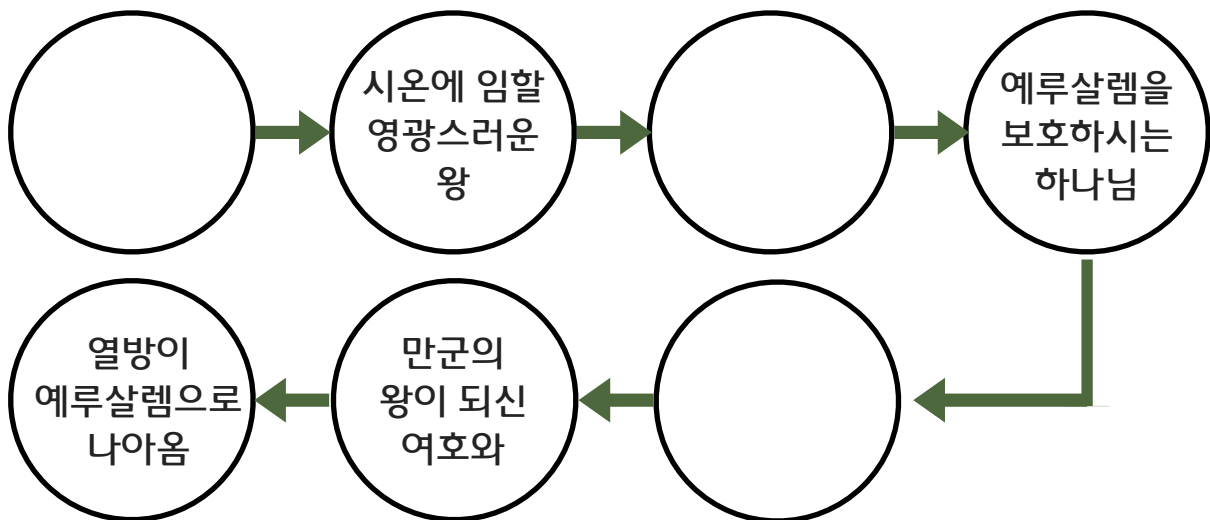 시온에 임할
영광스러운
왕
예루살렘을
보호하시는
하나님
만군의
왕이 되신
여호와
열방이
예루살렘으로
나아옴